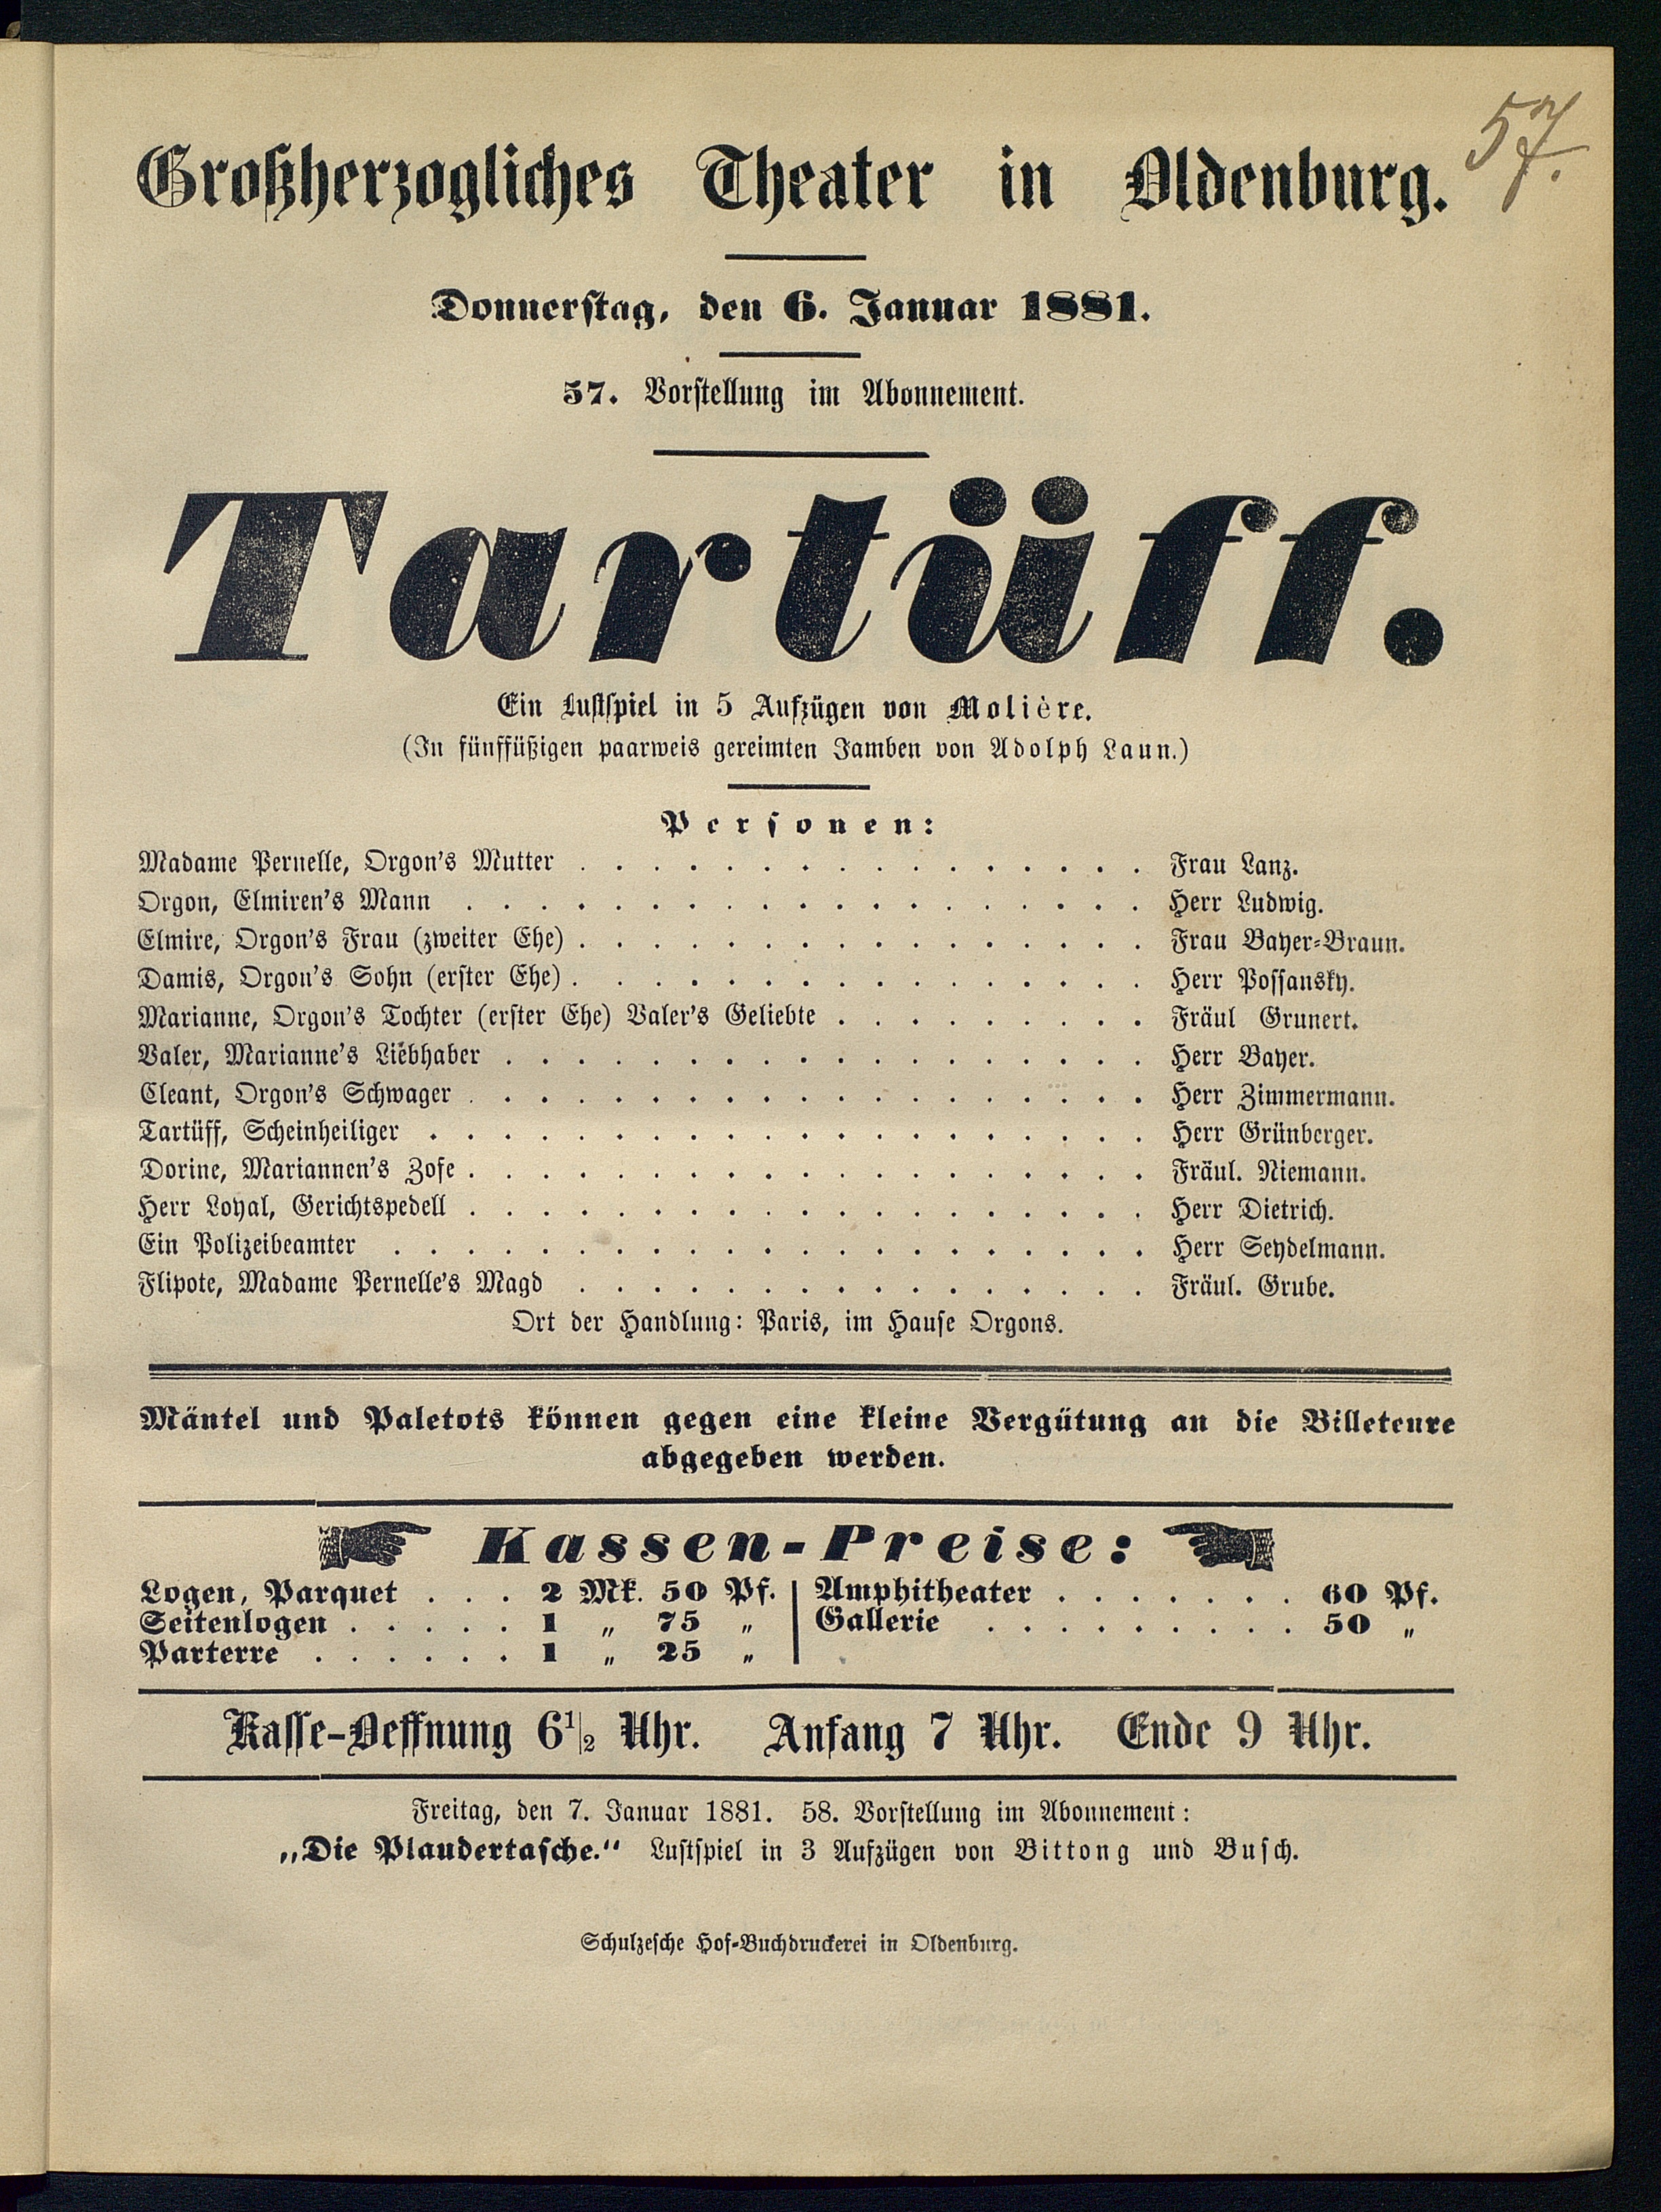 57.
Großherzogliches Theater in Oldenburg.
Donnerstag, den 6. Januar 1881.
57. Vorstellung im Abonnement.
Tartüff.
Ein Lustspiel in 5 Aufzügen von Molière.
(In fünffüßigen paarweis gereimten Jamben von Adolph Laun.)
Personen:
Madame Pernelle, Orgon's Mutter . . . . . . . . . . . . . . . . Frau Lanz.
Orgon, Elmiren's Mann . . . . . . . . . . . . . . . . . . . Herr Ludwig.
Elmire, Orgon's Frau (zweiter Ehe) . . . . . . . . . . . . . . . . Frau Bayer-Braun.
Damis, Orgon's Sohn (erster Ehe) . . . . . . . . . . . . . . . . Herr Possansky.
Marianne, Orgon's Tochter (erster Ehe) Valer's Geliebte . . . . . . . . . Fräul Grunert.
Valer, Marianne's Liebhaber . . . . . . . . . . . . . . . . . . Herr Bayer.
Cleant, Orgon's Schwager . . . . . . . . . . . . . . . . . . . Herr Zimmermann.
Tartüff, Scheinheiliger . . . . . . . . . . . . . . . . . . . . Herr Grünberger.
Dorine, Mariannen's Zofe . . . . . . . . . . . . . . . . . . . Fräul. Niemann.
Herr Loyal, Gerichtspedell . . . . . . . . . . . . . . . . . . . Herr Dietrich.
Ein Polizeibeamter . . . . . . . . . . . . . . . . . . . . . Herr Seydelmann.
Flipote, Madame Pernelle's Magd . . . . . . . . . . . . . . . . Fräul. Grube.
Ort der Handlung: Paris, im Hause Orgons.
Mäntel und Paletots können gegen eine kleine Vergütung an die Billeteure
abgegeben werden.
Kassen-Preise:
Logen, Parquet . . . 2 Mk. 50 Pf. | Amphitheater . . . . . . . 60 Pf.
Seitenlogen . . . . . 1 „ 75 „ | Gallerie . . . . . . . . . 50 „
Parterre . . . . . . 1 „ 25 „
Kasse-Oeffnung 6½ Uhr. Anfang 7 Uhr. Ende 9 Uhr.
Freitag, den 7. Januar 1881. 58. Vorstellung im Abonnement:
„Die Plaudertasche.“ Lustspiel in 3 Aufzügen von Bittong und Busch.
Schulzesche Hof-Buchdruckerei in Oldenburg.